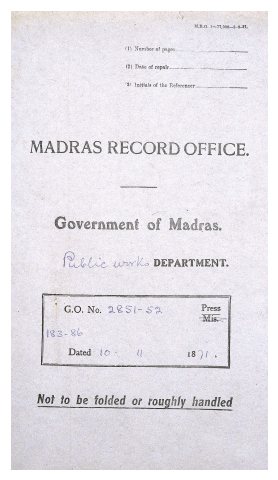 (1) Number of pages
(2) Date of repair
(3) Initials of the Referencer
MADRAS RECORD OFFICE.
Government of Madras.
Public works DEPARTMENT.
G.O. No. 2851-52 Press
Mis.
183-86
Dated 10 - 11 1871.
Not to be folded or roughly handled